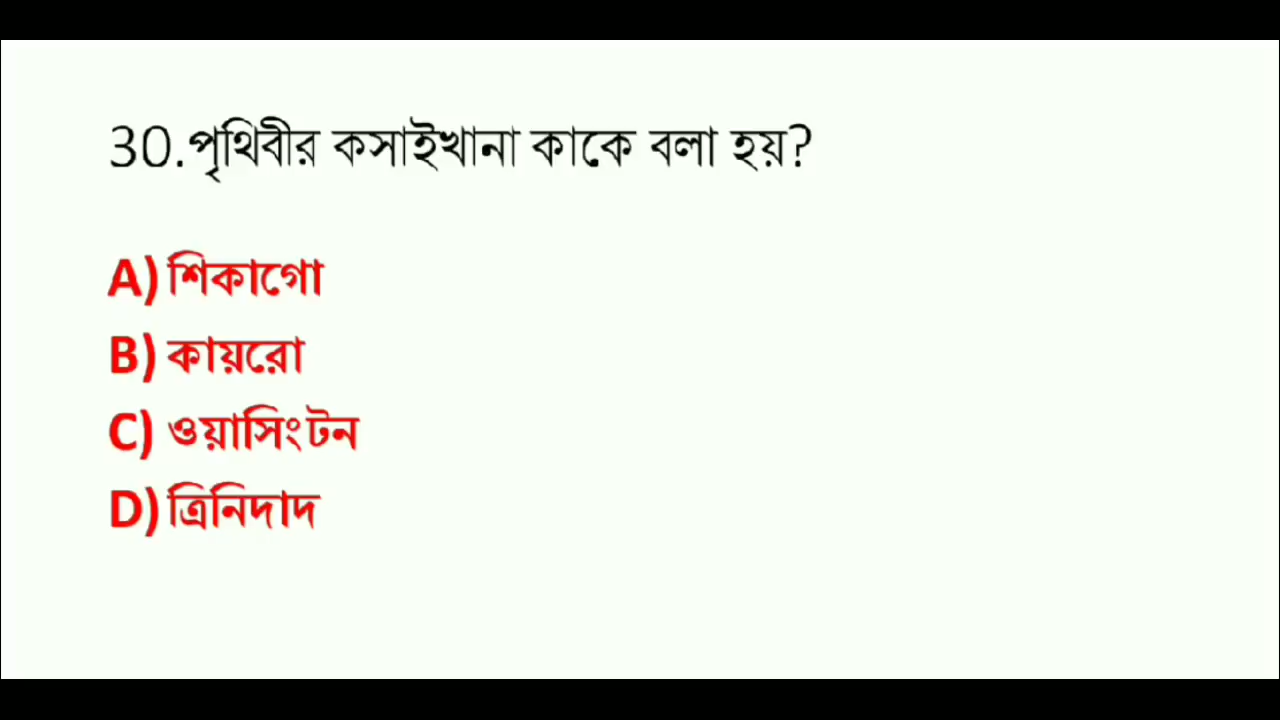 30.পৃথিবীর কসাইখানা কাকে বলা হয়?
A) শিকাগো
B) কায়রো
C) ওয়াসিংটন
D) ত্রিনিদাদ